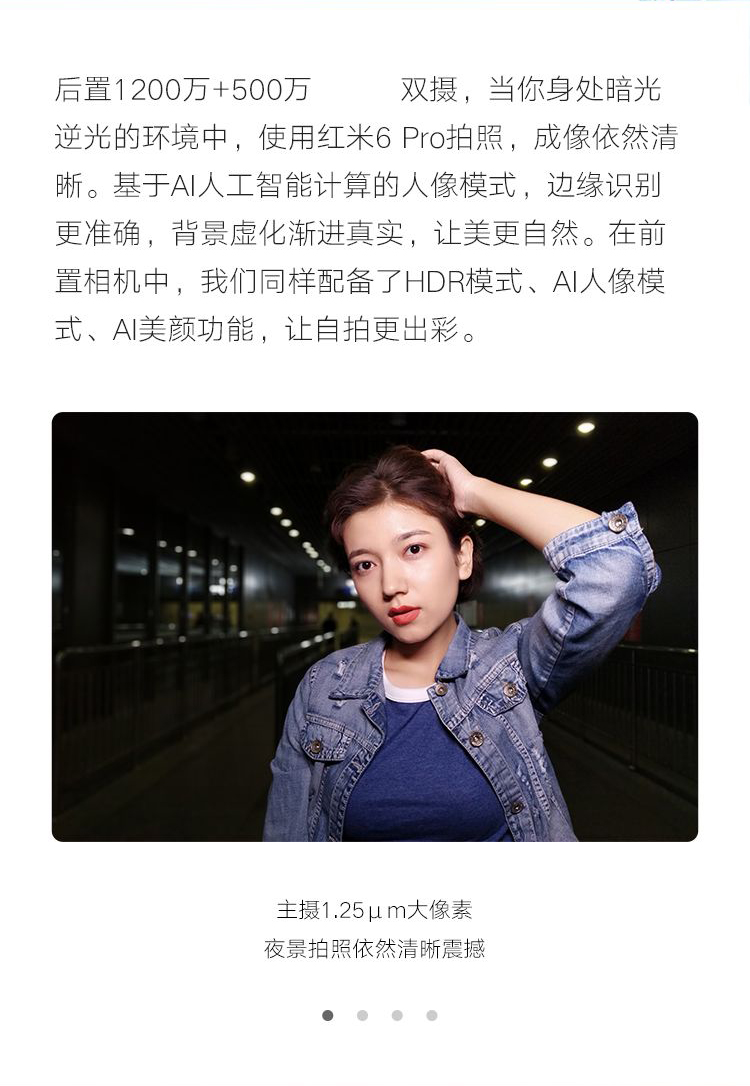 后置1200万+500万 双摄，当你身处暗光
逆光的环境中，使用红米6 Pro拍照，成像依然清
晰。基于AI人工智能计算的人像模式，边缘识别
更准确，背景虚化渐进真实，让美更自然。在前
置相机中，我们同样配备了HDR模式、AI人像模
式、AI美颜功能，让自拍更出彩。
主摄1.25μm大像素
夜景拍照依然清晰震撼